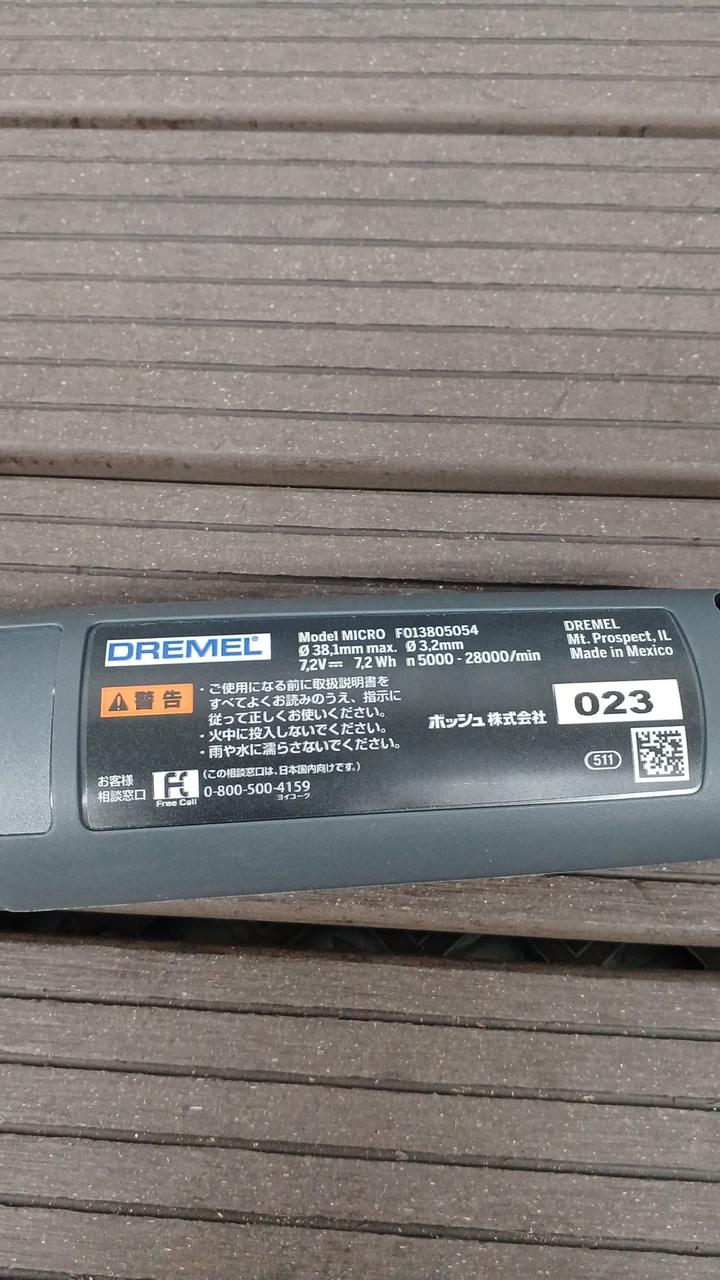 DREMEL®
Model MICRO F013805054
Ø 38,1mm max. Ø 3,2mm
7,2V⎓ 7,2 Wh n 5000 - 28000/min
DREMEL
Mt. Prospect, IL
Made in Mexico
警告
・ご使用になる前に取扱説明書を
すべてよくお読みのうえ、指示に
従って正しくお使いください。
・火中に投入しないでください。
・雨や水に濡らさないでください。
ボッシュ株式会社
023
511
お客様
相談窓口
Free Call
(この相談窓口は、日本国内向けです。)
0-800-500-4159
ヨイコーグ